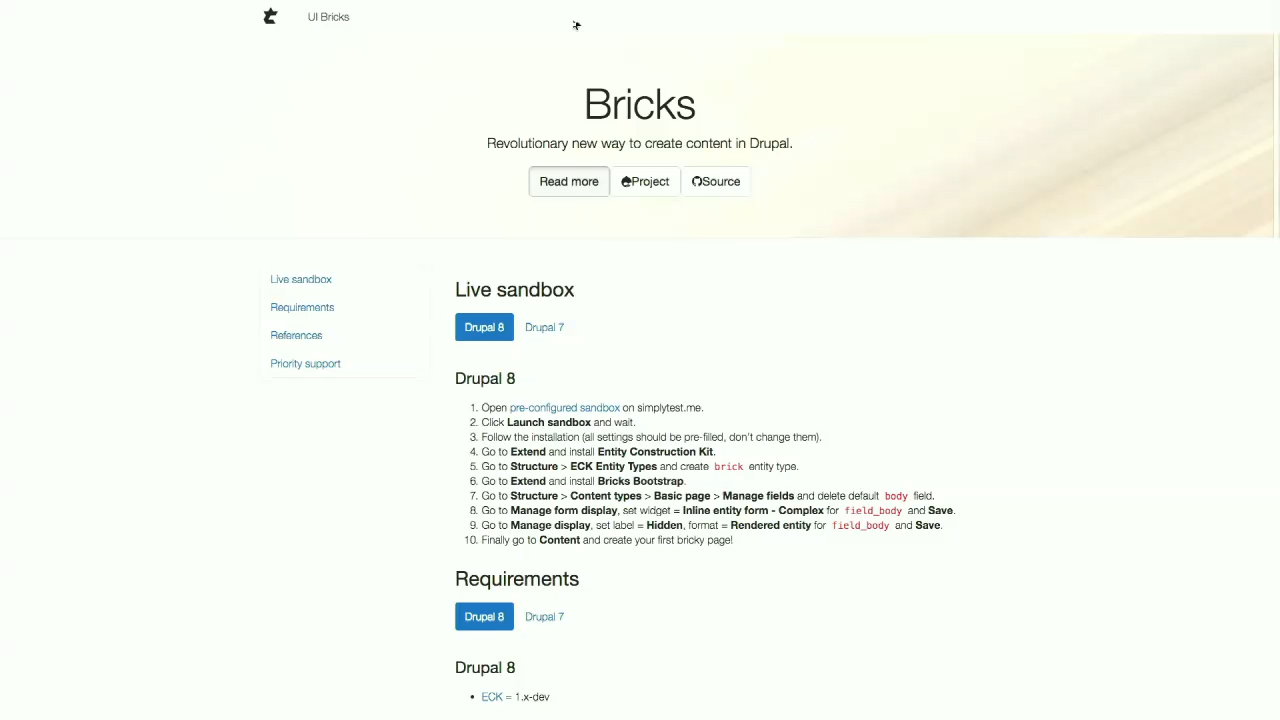 UI Bricks
Bricks
Revolutionary new way to create content in Drupal.
Read more
Project
Source
Live sandbox
Requirements
References
Priority support
Live sandbox
Drupal 8
Drupal 7
Drupal 8
1. Open pre-configured sandbox on simplytest.me.
2. Click Launch sandbox and wait.
3. Follow the installation (all settings should be pre-filled, don't change them).
4. Go to Extend and install Entity Construction Kit.
5. Go to Structure > ECK Entity Types and create brick entity type.
6. Go to Extend and install Bricks Bootstrap.
7. Go to Structure > Content types > Basic page > Manage fields and delete default body field.
8. Go to Manage form display, set widget = Inline entity form - Complex for field_body and Save.
9. Go to Manage display, set label = Hidden, format = Rendered entity for field_body and Save.
10. Finally go to Content and create your first bricky page!
Requirements
Drupal 8
Drupal 7
Drupal 8
• ECK = 1.x-dev